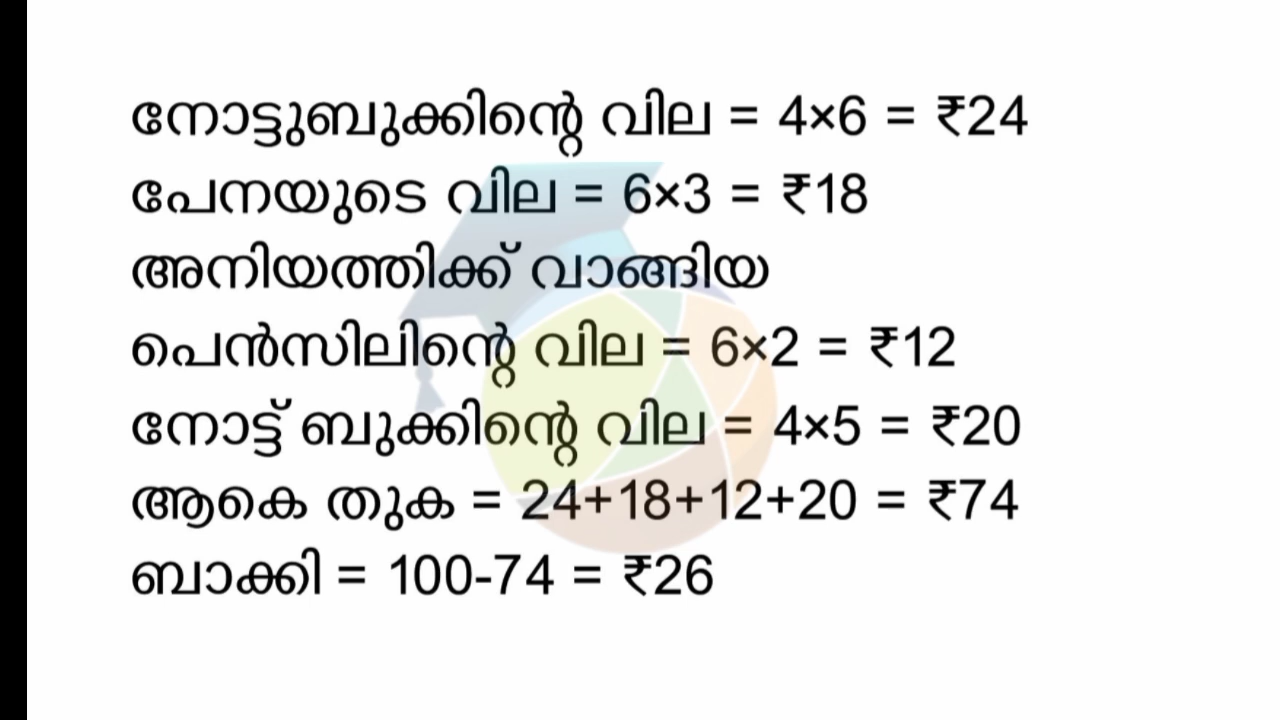 നോട്ടുബുക്കിന്റെ വില = 4×6 = ₹24
പേനയുടെ വില = 6×3 = ₹18
അനിയത്തിക്ക് വാങ്ങിയ
പെൻസിലിന്റെ വില = 6×2 = ₹12
നോട്ട് ബുക്കിന്റെ വില = 4×5 = ₹20
ആകെ തുക = 24+18+12+20 = ₹74
ബാക്കി = 100-74 = ₹26